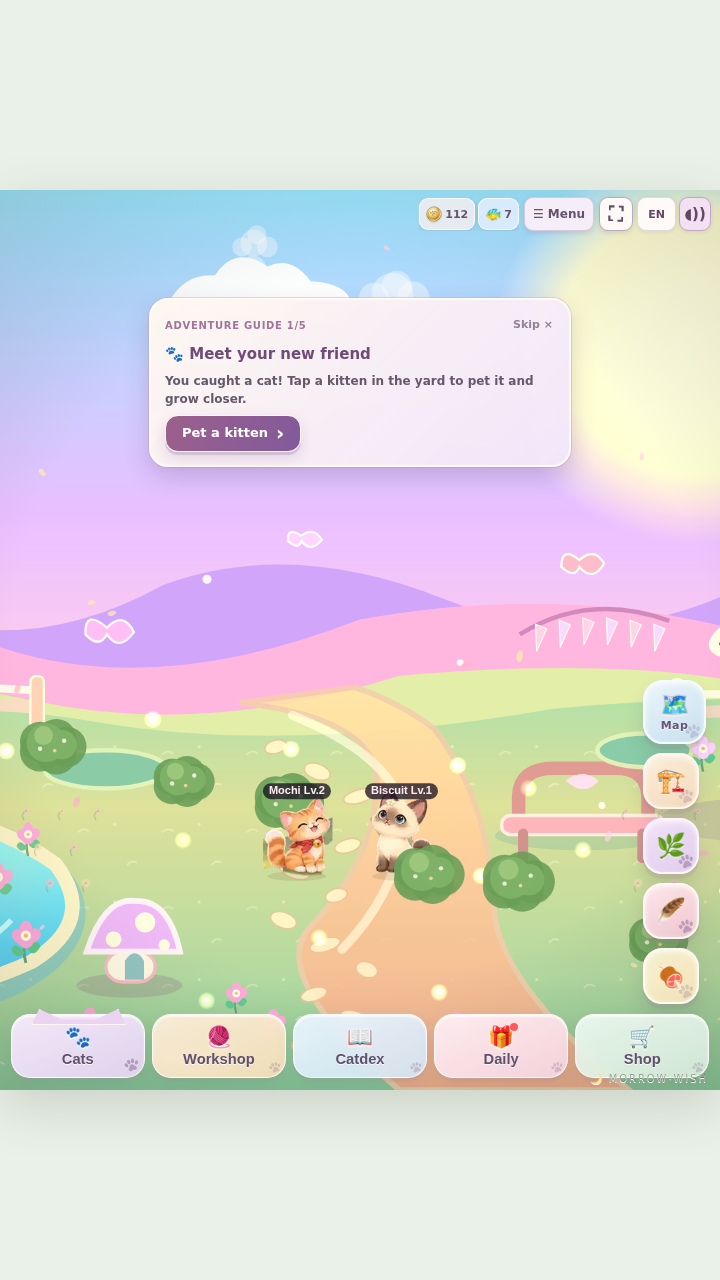 112
7
☰ Menu
EN
ADVENTURE GUIDE 1/5
Skip ×
Meet your new friend
You caught a cat! Tap a kitten in the yard to pet it and
grow closer.
Pet a kitten ›
Map
Mochi Lv.2
Biscuit Lv.1
Cats
Workshop
Catdex
Daily
Shop
MORROW·WISH